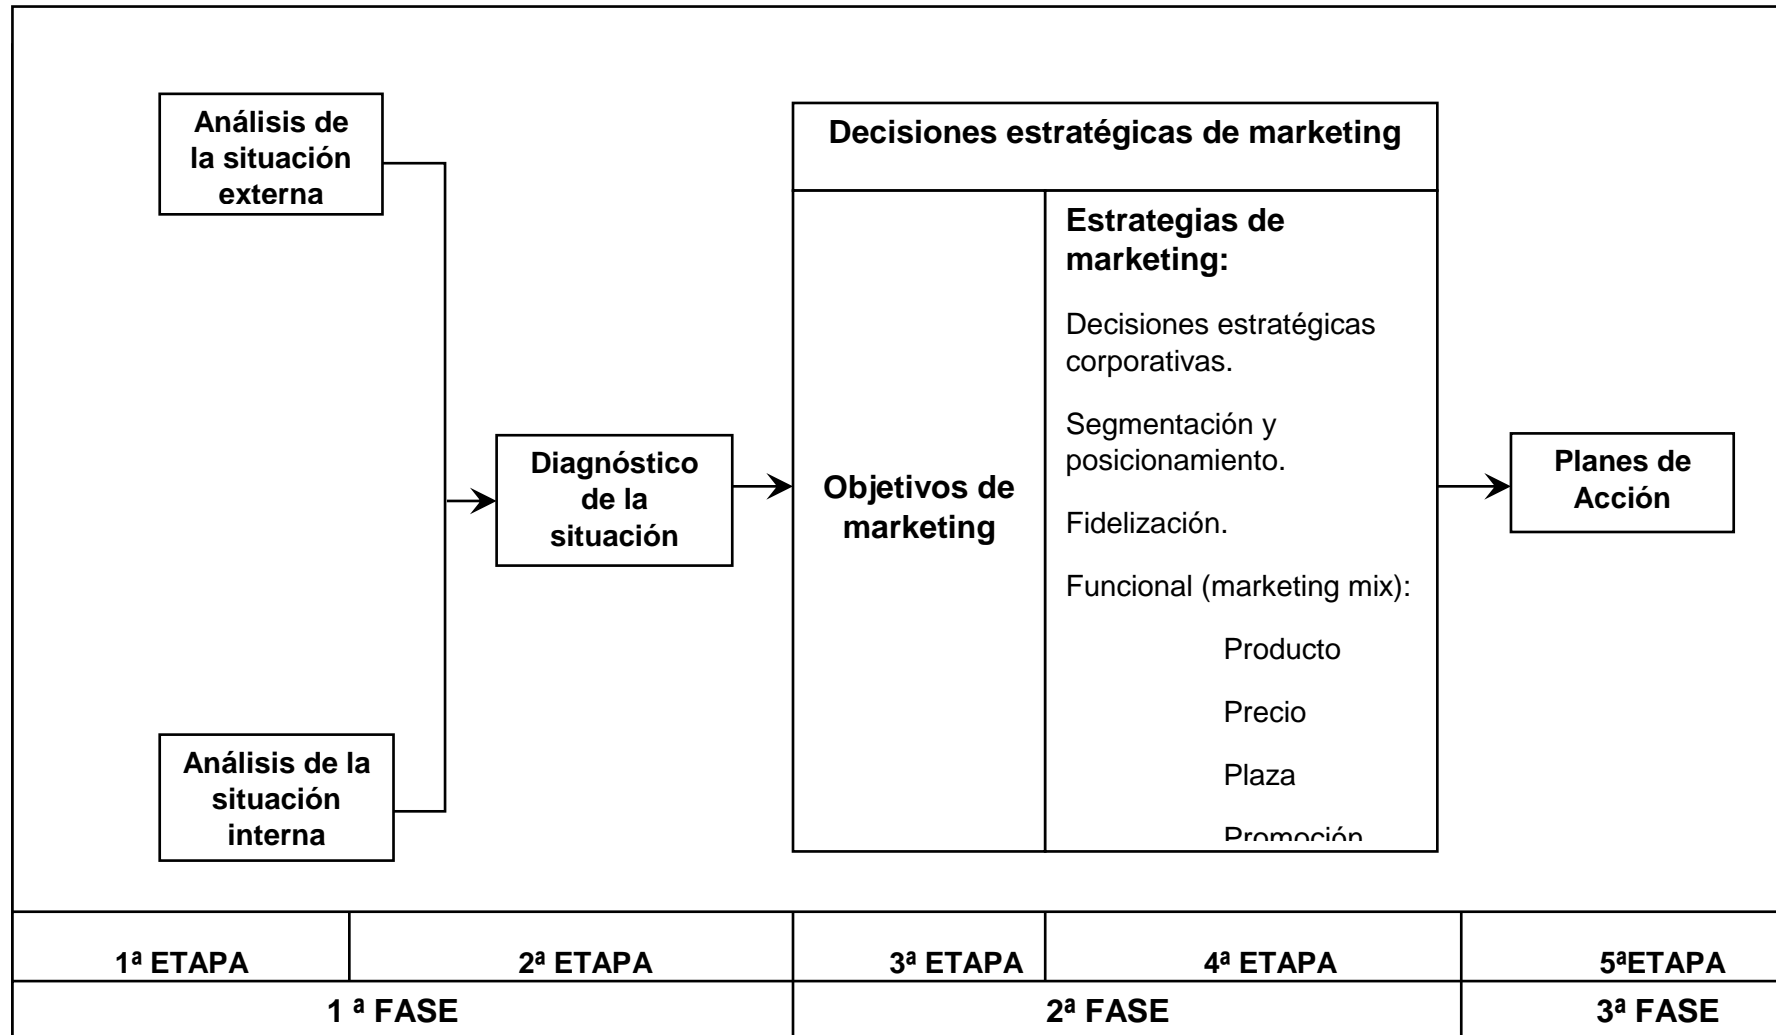 Análisis de
la situación
externa
Análisis de la
situación
interna
Diagnóstico
de la
situación
Decisiones estratégicas de marketing
Objetivos de
marketing
Estrategias de
marketing:
Decisiones estratégicas
corporativas.
Segmentación y
posicionamiento.
Fidelización.
Funcional (marketing mix):
Producto
Precio
Plaza
Promoción
Planes de
Acción
1ª ETAPA
2ª ETAPA
3ª ETAPA
4ª ETAPA
5ªETAPA
1 ª FASE
2ª FASE
3ª FASE